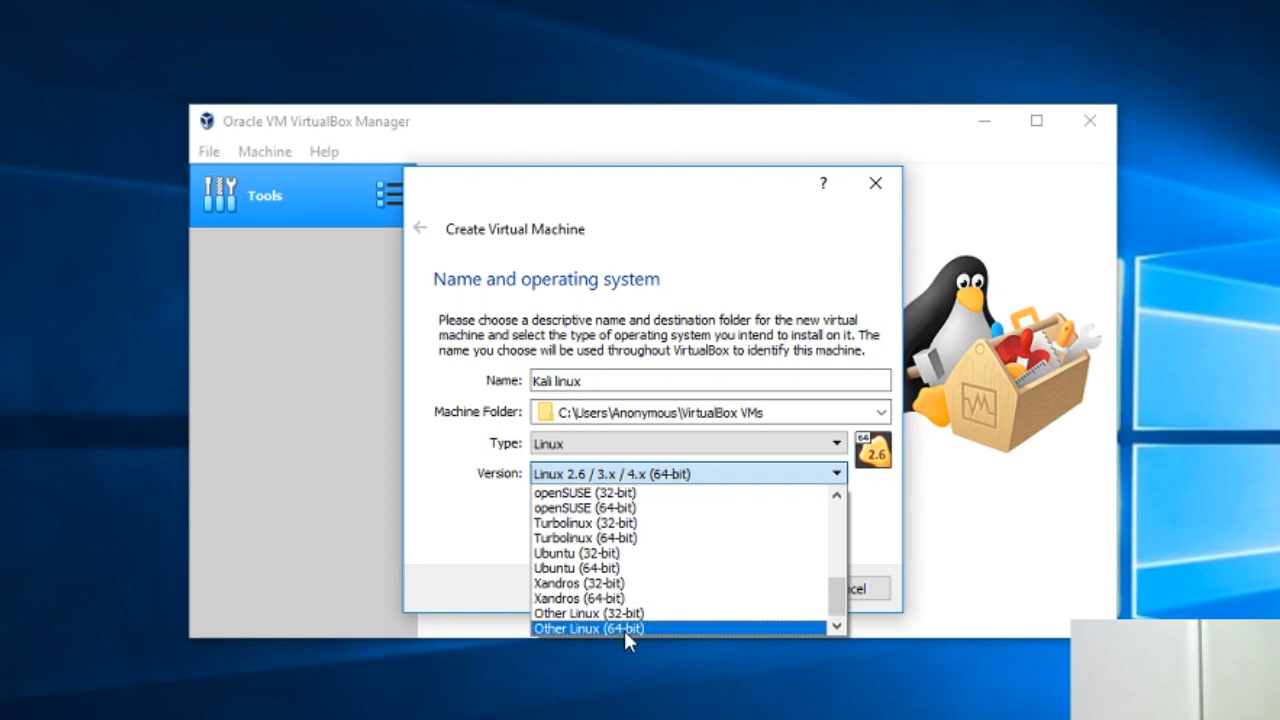 Oracle VM VirtualBox Manager
File Machine Help
Tools
?
Create Virtual Machine
Name and operating system
Please choose a descriptive name and destination folder for the new virtual
machine and select the type of operating system you intend to install on it. The
name you choose will be used throughout VirtualBox to identify this machine.
Name: Kali linux
Machine Folder: C:\Users\Anonymous\VirtualBox VMs
Type: Linux
64
2.6
Version: Linux 2.6 / 3.x / 4.x (64-bit)
openSUSE (32-bit)
openSUSE (64-bit)
Turbolinux (32-bit)
Turbolinux (64-bit)
Ubuntu (32-bit)
Ubuntu (64-bit)
Xandros (32-bit)
Xandros (64-bit)
Other Linux (32-bit)
Other Linux (64-bit)
cel